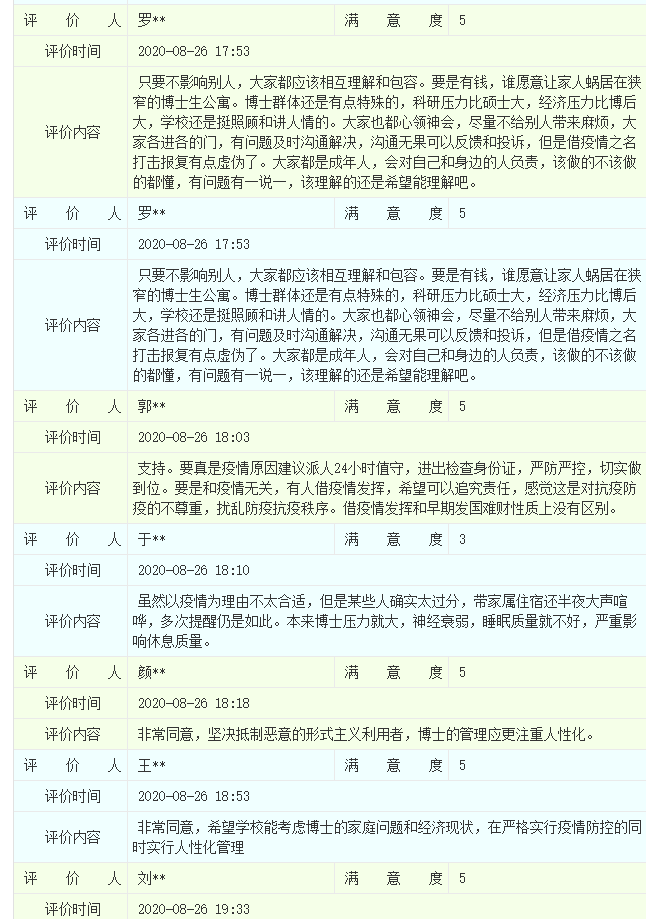 评价人 罗** 满意度 5
评价时间 2020-08-26 17:53
只要不影响别人，大家都应该相互理解和包容。要是有钱，谁愿意让家人蜗居在狭
窄的博士生公寓。博士群体还是有点特殊的，科研压力比硕士大，经济压力比博后
大，学校还是挺照顾和讲人情的。大家也都心领神会，尽量不给别人带来麻烦，大
评价内容 家各进各的门，有问题及时沟通解决，沟通无果可以反馈和投诉，但是借疫情之名
打击报复有点虚伪了。大家都是成年人，会对自己和身边的人负责，该做的不该做
的都懂，有问题有一说一，该理解的还是希望能理解吧。
评价人 罗** 满意度 5
评价时间 2020-08-26 17:53
只要不影响别人，大家都应该相互理解和包容。要是有钱，谁愿意让家人蜗居在狭
窄的博士生公寓。博士群体还是有点特殊的，科研压力比硕士大，经济压力比博后
大，学校还是挺照顾和讲人情的。大家也都心领神会，尽量不给别人带来麻烦，大
评价内容 家各进各的门，有问题及时沟通解决，沟通无果可以反馈和投诉，但是借疫情之名
打击报复有点虚伪了。大家都是成年人，会对自己和身边的人负责，该做的不该做
的都懂，有问题有一说一，该理解的还是希望能理解吧。
评价人 郭** 满意度 5
评价时间 2020-08-26 18:03
支持。要真是疫情原因建议派人24小时值守，进出检查身份证，严防严控，切实做
评价内容 到位。要是和疫情无关，有人借疫情发挥，希望可以追究责任，感觉这是对抗疫防
疫的不尊重，扰乱防疫抗疫秩序。借疫情发挥和早期发国难财性质上没有区别。
评价人 于** 满意度 3
评价时间 2020-08-26 18:10
虽然以疫情为理由不太合适，但是某些人确实太过分，带家属住宿还半夜大声喧
评价内容 哗，多次提醒仍是如此。本来博士压力就大，神经衰弱，睡眠质量就不好，严重影
响休息质量。
评价人 颜** 满意度 5
评价时间 2020-08-26 18:18
评价内容 非常同意，坚决抵制恶意的形式主义利用者，博士的管理应更注重人性化。
评价人 王** 满意度 5
评价时间 2020-08-26 18:53
评价内容 非常同意，希望学校能考虑博士的家庭问题和经济现状，在严格实行疫情防控的同
时实行人性化管理
评价人 刘** 满意度 5
评价时间 2020-08-26 19:33